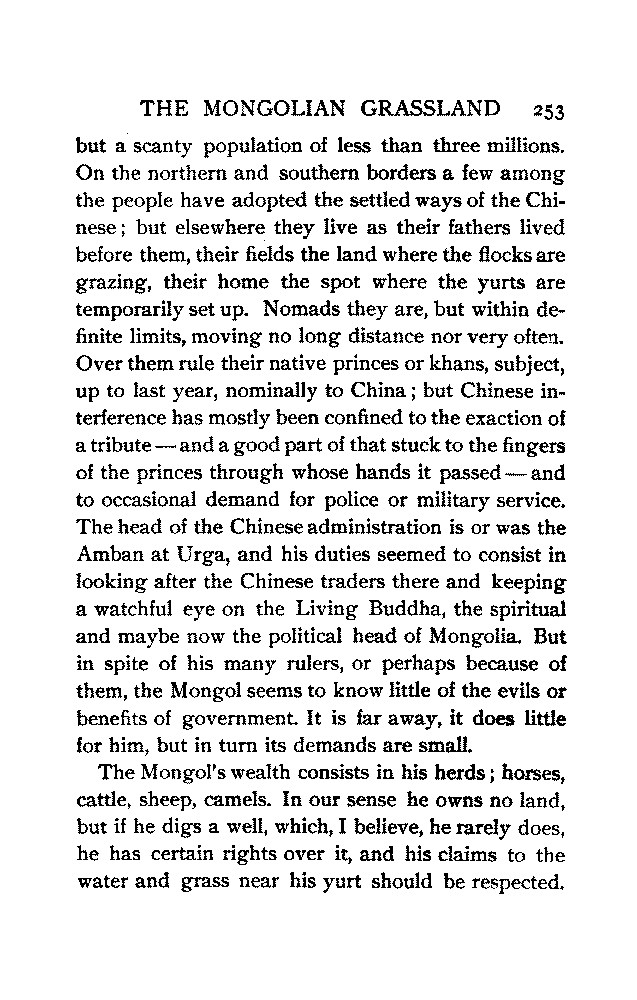 THE MONGOLIAN GRASSLAND 253
but a scanty population of less than three millions.
On the northern and southern borders a few among
the people have adopted the settled ways of the Chi-
nese; but elsewhere they live as their fathers lived
before them, their fields the land where the flocks are
grazing, their home the spot where the yurts are
temporarily set up. Nomads they are, but within de-
finite limits, moving no long distance nor very often.
Over them rule their native princes or khans, subject,
up to last year, nominally to China; but Chinese in-
terference has mostly been confined to the exaction of
a tribute — and a good part of that stuck to the fingers
of the princes through whose hands it passed — and
to occasional demand for police or military service.
The head of the Chinese administration is or was the
Amban at Urga, and his duties seemed to consist in
looking after the Chinese traders there and keeping
a watchful eye on the Living Buddha, the spiritual
and maybe now the political head of Mongolia. But
in spite of his many rulers, or perhaps because of
them, the Mongol seems to know little of the evils or
benefits of government. It is far away, it does little
for him, but in turn its demands are small.
The Mongol's wealth consists in his herds; horses,
cattle, sheep, camels. In our sense he owns no land,
but if he digs a well, which, I believe, he rarely does,
he has certain rights over it, and his claims to the
water and grass near his yurt should be respected.